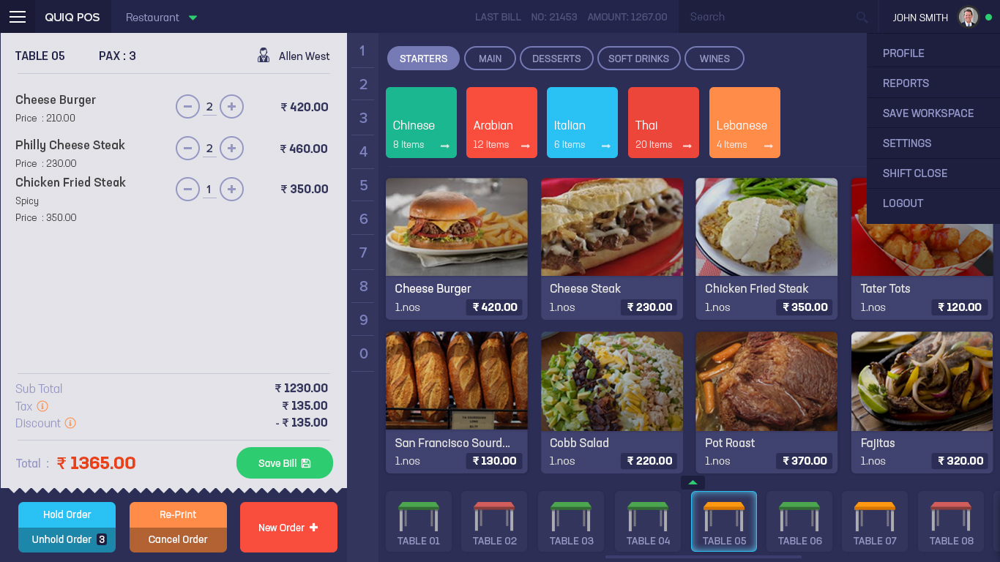 QUIQ POS
Restaurant
LAST BILL NO: 21453 AMOUNT: 1267.00
Search
JOHN SMITH
PROFILE
REPORTS
SAVE WORKSPACE
SETTINGS
SHIFT CLOSE
LOGOUT
TABLE 05 PAX : 3 Allen West
Cheese Burger
Price : 210.00
2
₹ 420.00
Philly Cheese Steak
Price : 230.00
2
₹ 460.00
Chicken Fried Steak
Spicy
Price : 350.00
1
₹ 350.00
Sub Total ₹ 1230.00
Tax ₹ 135.00
Discount - ₹ 135.00
Total : ₹ 1365.00
Save Bill
Hold Order
Unhold Order 3
Re-Print
Cancel Order
New Order
1
2
3
4
5
6
7
8
9
0
STARTERS MAIN DESSERTS SOFT DRINKS WINES
Chinese
8 Items
Arabian
12 Items
Italian
6 Items
Thai
20 Items
Lebanese
4 Items
Cheese Burger
1.nos ₹ 420.00
Cheese Steak
1.nos ₹ 230.00
Chicken Fried Steak
1.nos ₹ 350.00
Tater Tots
1.nos ₹ 120.00
San Francisco Sourd...
1.nos ₹ 130.00
Cobb Salad
1.nos ₹ 220.00
Pot Roast
1.nos ₹ 370.00
Fajitas
1.nos ₹ 320.00
TABLE 01
TABLE 02
TABLE 03
TABLE 04
TABLE 05
TABLE 06
TABLE 07
TABLE 08